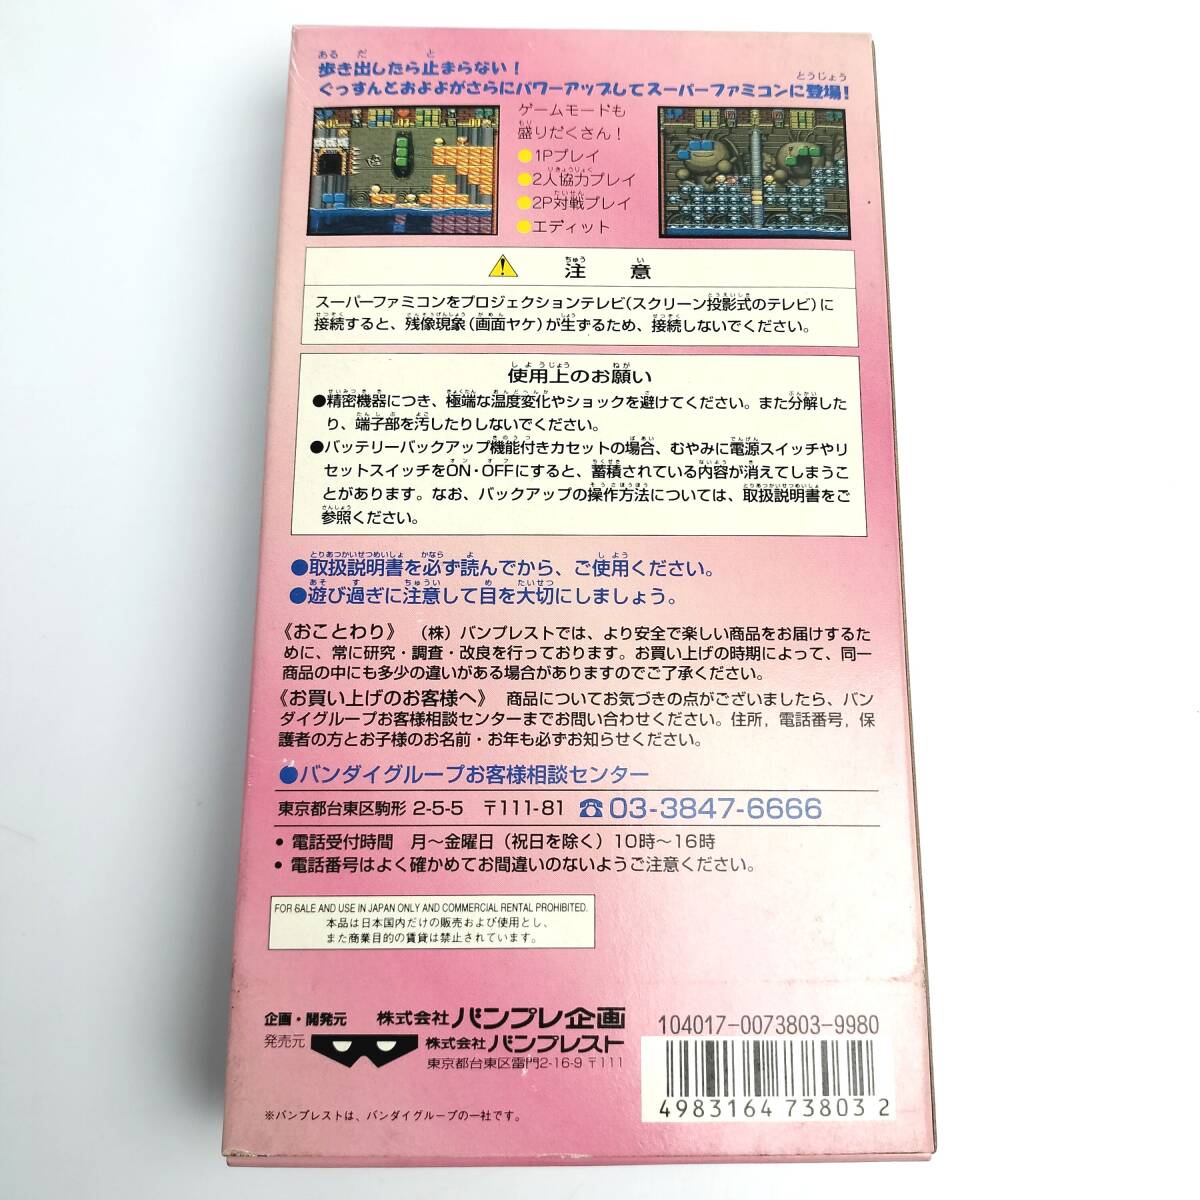 歩き出したら止まらない!
ぐっすんとおよよがさらにパワーアップしてスーパーファミコンに登場!
ゲームモードも
盛りだくさん!
●1Pプレイ
●2人協力プレイ
●2P対戦プレイ
●エディット
注意
スーパーファミコンをプロジェクションテレビ(スクリーン投影式のテレビ)に
接続すると、残像現象(画面ヤケ)が生ずるため、接続しないでください。
使用上のお願い
●精密機器につき、極端な温度変化やショックを避けてください。また分解した
り、端子部を汚したりしないでください。
●バッテリーバックアップ機能付きカセットの場合、むやみに電源スイッチやリ
セットスイッチをON・OFFにすると、蓄積されている内容が消えてしまうこ
とがあります。なお、バックアップの操作方法については、取扱説明書をご
参照ください。
●取扱説明書を必ず読んでから、ご使用ください。
●遊び過ぎに注意して目を大切にしましょう。
《おことわり》 (株)バンプレストでは、より安全で楽しい商品をお届けするた
めに、常に研究・調査・改良を行っております。お買い上げの時期によって、同一
商品の中にも多少の違いがある場合がありますのでご了承ください。
《お買い上げのお客様へ》 商品についてお気づきの点がございましたら、バン
ダイグループお客様相談センターまでお問い合わせください。住所,電話番号,保
護者の方とお子様のお名前・お年も必ずお知らせください。
●バンダイグループお客様相談センター
東京都台東区駒形 2-5-5 〒111-81 ☎03-3847-6666
• 電話受付時間 月~金曜日(祝日を除く)10時~16時
• 電話番号はよく確かめてお間違いのないようご注意ください。
FOR SALE AND USE IN JAPAN ONLY AND COMMERCIAL RENTAL PROHIBITED.
本品は日本国内だけの販売および使用とし、
また商業目的の賃貸は禁止されています。
企画・開発元 株式会社 バンプレ企画
発売元 株式会社 バンプレスト
東京都台東区雷門2-16-9 〒111
※バンプレストは、バンダイグループの一社です。
104017-0073803-9980
4983164 738032